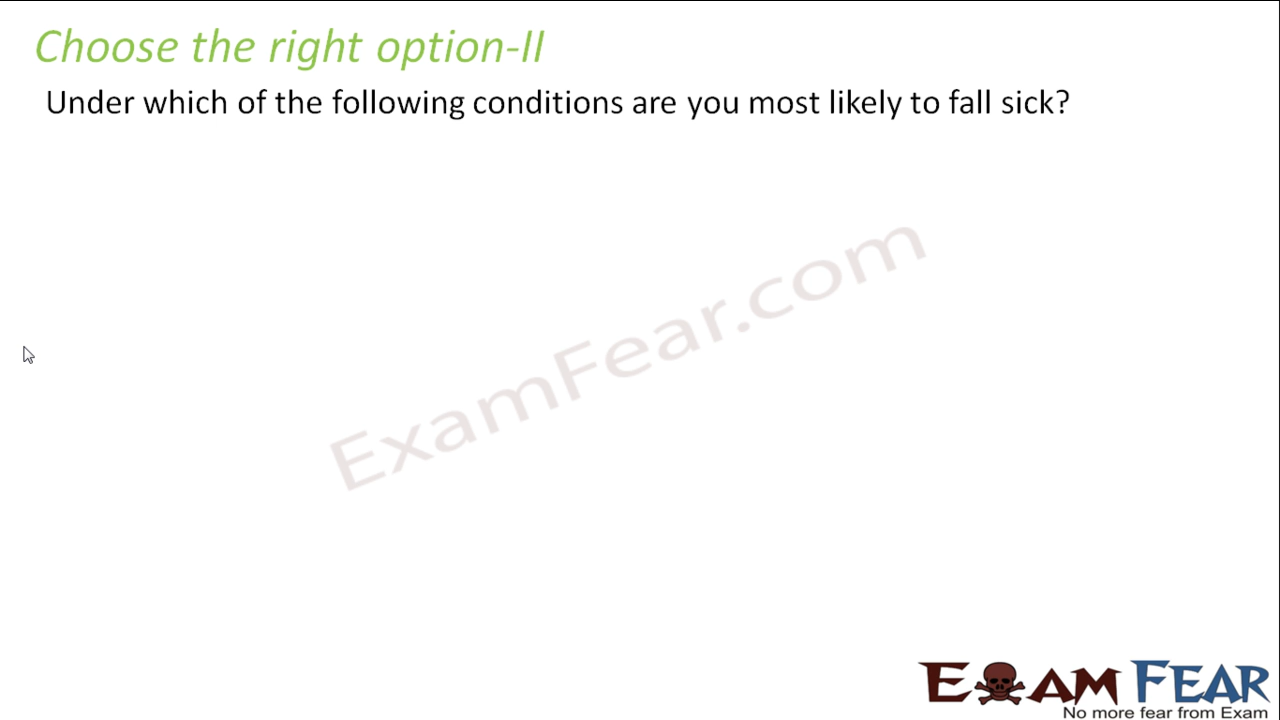 Choose the right option-II
Under which of the following conditions are you most likely to fall sick?
ExamFear.com
EXAM FEAR
No more fear from Exam